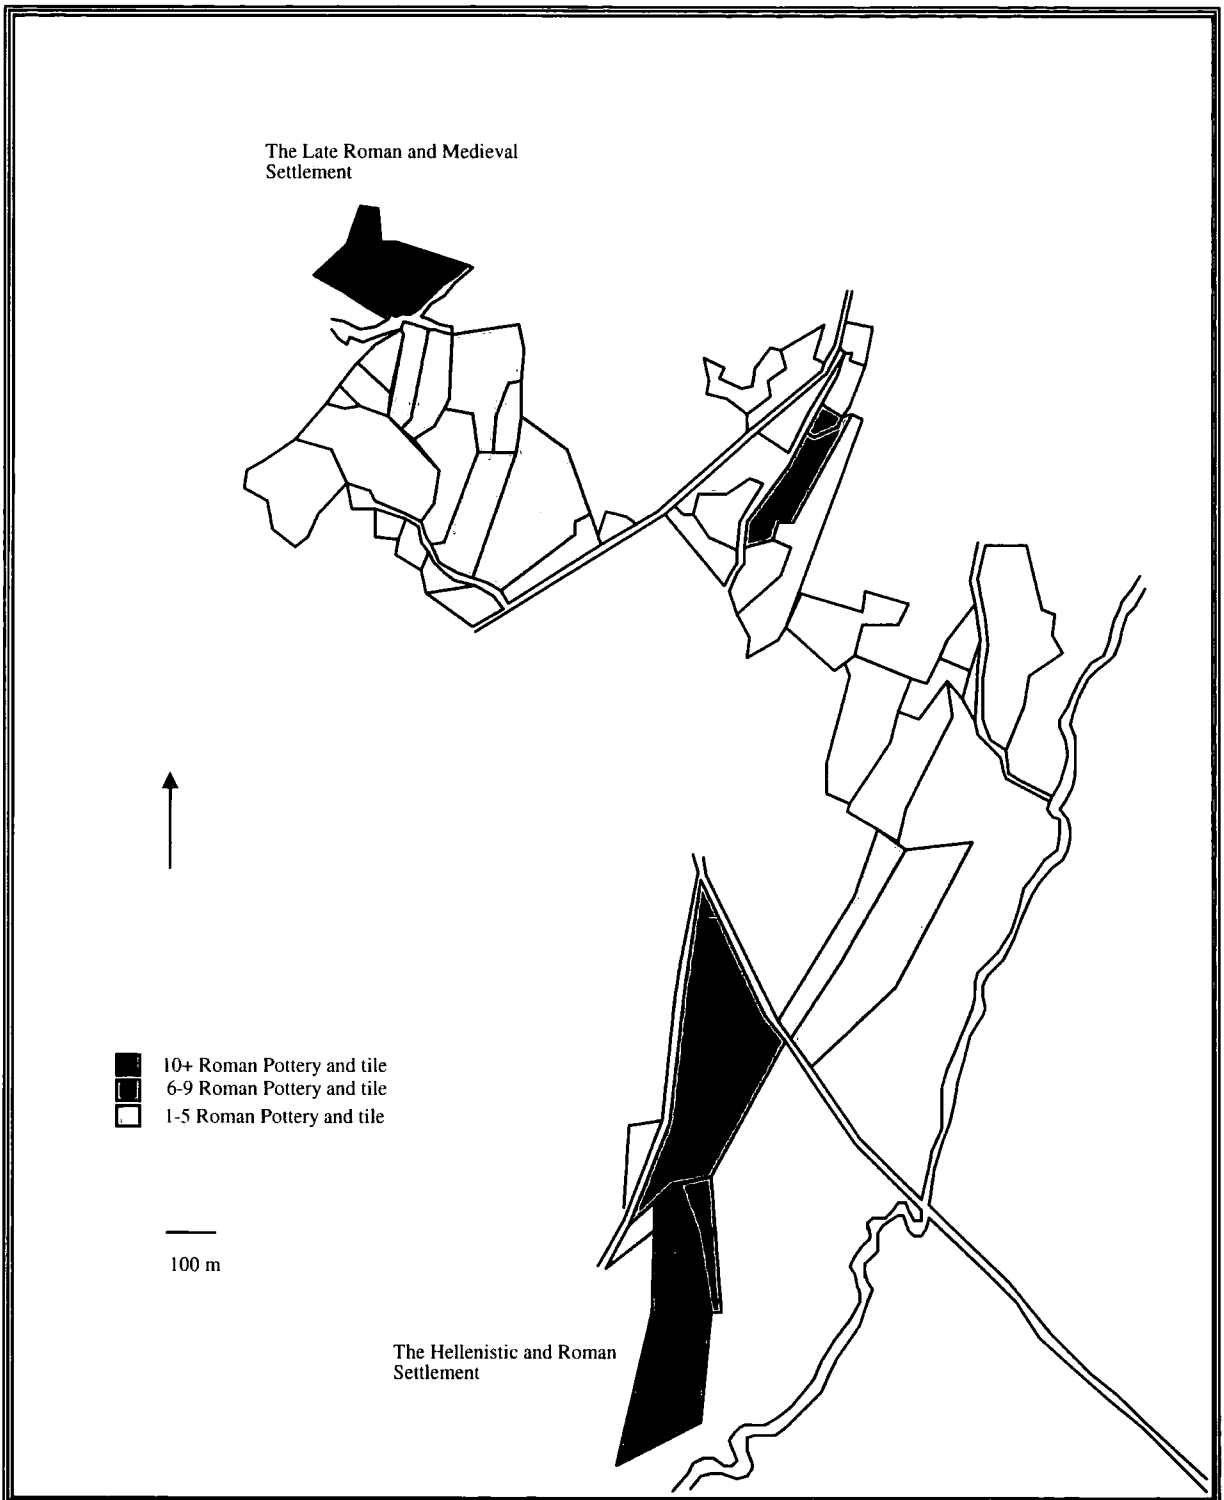 The Late Roman and Medieval
Settlement
10+ Roman Pottery and tile
6-9 Roman Pottery and tile
1-5 Roman Pottery and tile
100 m
The Hellenistic and Roman
Settlement